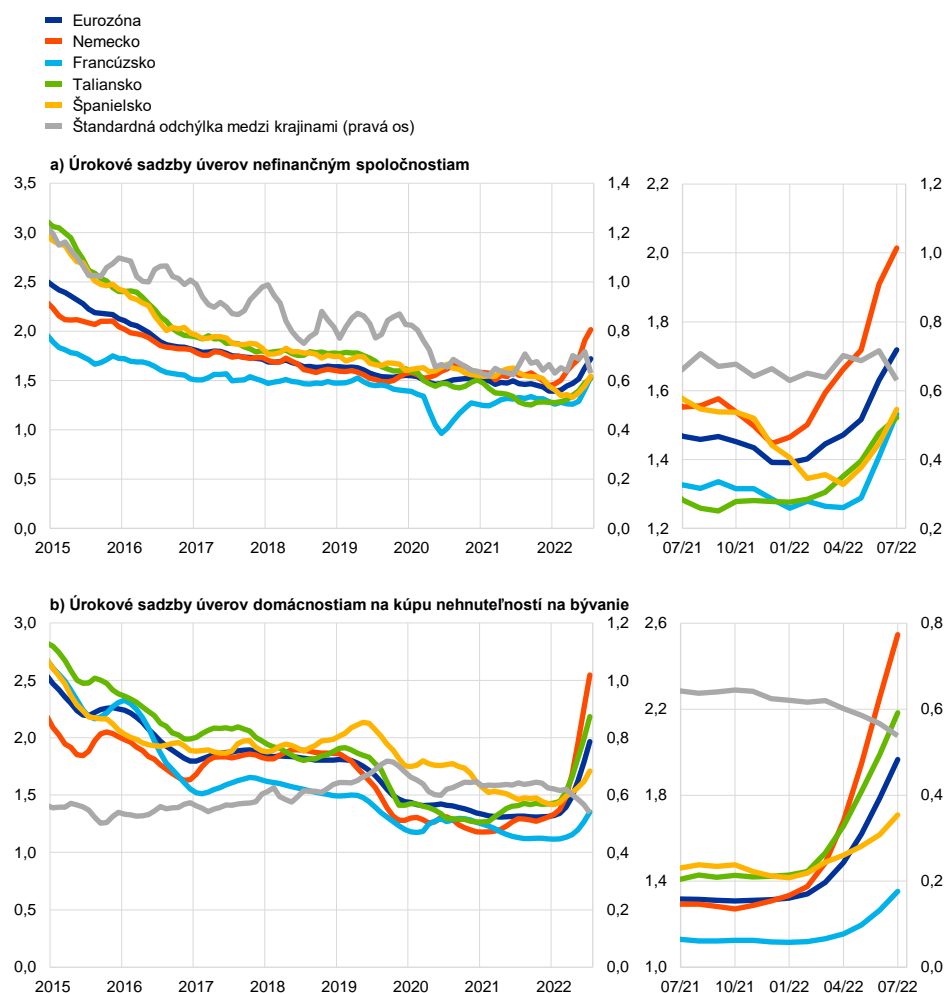 Eurozóna
Nemecko
Francúzsko
Taliansko
Španielsko
Štandardná odchýlka medzi krajinami (pravá os)
a) Úrokové sadzby úverov nefinančným spoločnostiam
3,5 1,4 2,2 1,2
3,0 1,2 2,0 1,0
2,5 1,0
2,0 0,8 1,8 0,8
1,5 0,6 1,6 0,6
1,0 0,4 1,4 0,4
0,5 0,2
0,0 0,0 1,2 0,2
2015 2016 2017 2018 2019 2020 2021 2022 07/21 10/21 01/22 04/22 07/22
b) Úrokové sadzby úverov domácnostiam na kúpu nehnuteľností na bývanie
3,0 1,2 2,6 0,8
2,5 1,0 2,2 0,6
2,0 0,8
1,5 0,6 1,8 0,4
1,0 0,4 1,4 0,2
0,5 0,2
0,0 0,0 1,0 0,0
2015 2016 2017 2018 2019 2020 2021 2022 07/21 10/21 01/22 04/22 07/22